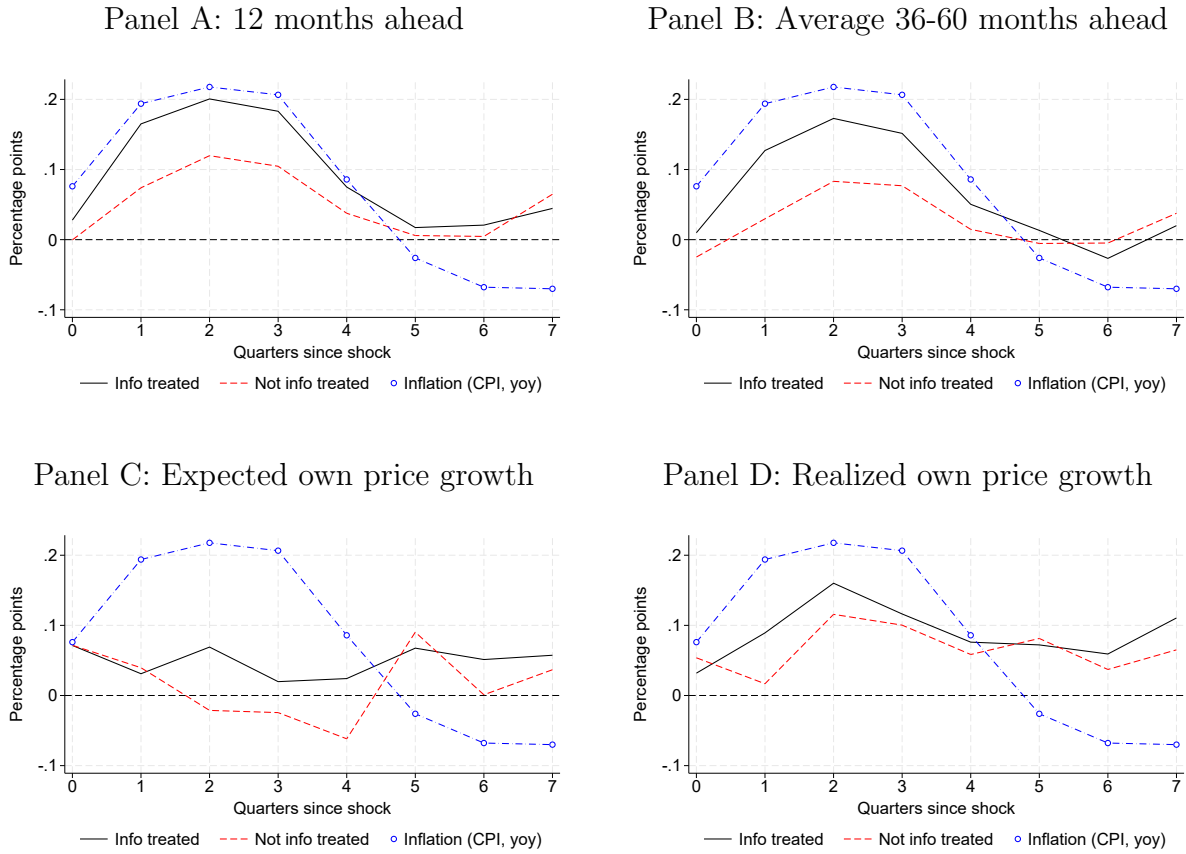 Panel A: 12 months ahead
Percentage points
.2
.1
0
-.1
0 1 2 3 4 5 6 7
Quarters since shock
Info treated Not info treated Inflation (CPI, yoy)
Panel B: Average 36-60 months ahead
Percentage points
.2
.1
0
-.1
0 1 2 3 4 5 6 7
Quarters since shock
Info treated Not info treated Inflation (CPI, yoy)
Panel C: Expected own price growth
Percentage points
.2
.1
0
-.1
0 1 2 3 4 5 6 7
Quarters since shock
Info treated Not info treated Inflation (CPI, yoy)
Panel D: Realized own price growth
Percentage points
.2
.1
0
-.1
0 1 2 3 4 5 6 7
Quarters since shock
Info treated Not info treated Inflation (CPI, yoy)